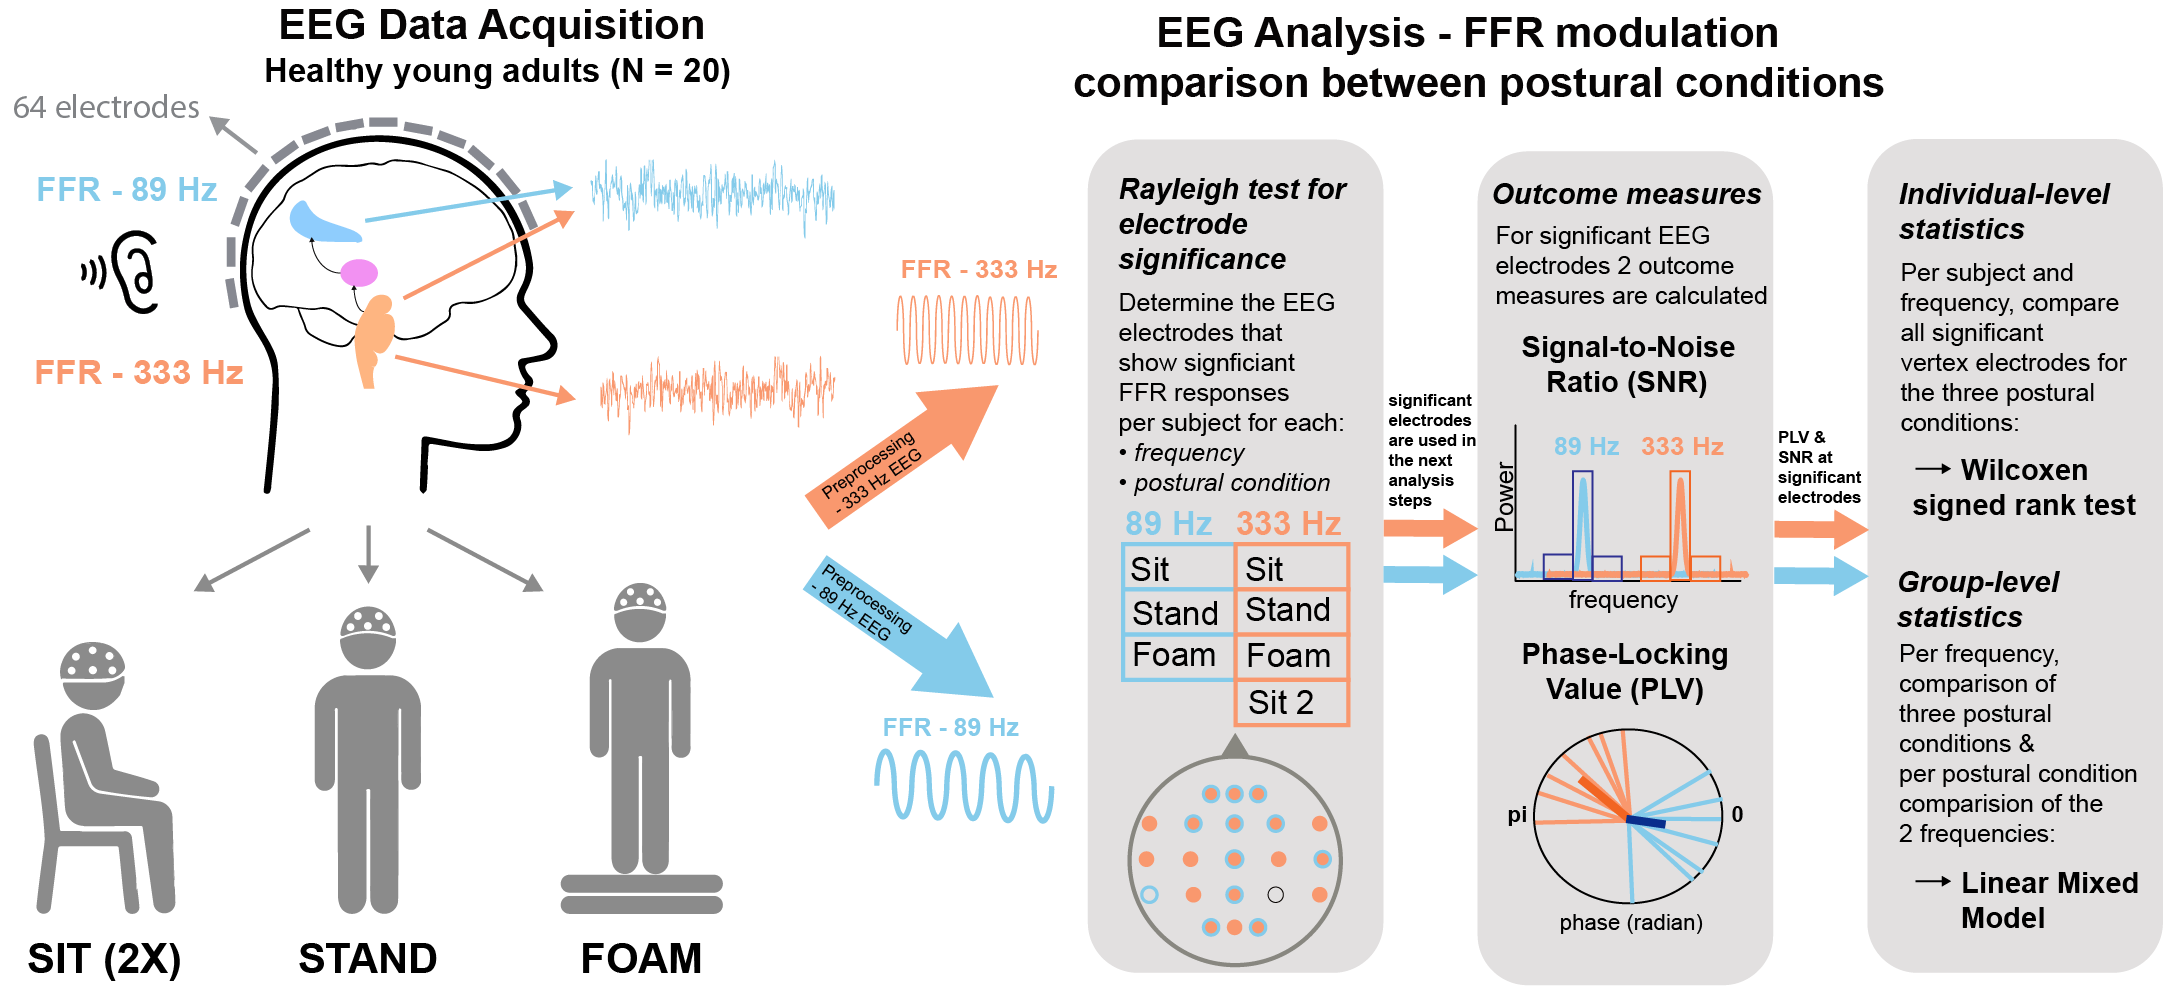 EEG Data Acquisition
Healthy young adults (N = 20)
64 electrodes
FFR - 89 Hz
FFR - 333 Hz
SIT (2X)
STAND
FOAM
FFR - 333 Hz
Preprocessing
- 333 Hz EEG
Preprocessing
- 89 Hz EEG
FFR - 89 Hz
EEG Analysis - FFR modulation
comparison between postural conditions
Rayleigh test for
electrode
significance
Determine the EEG
electrodes that
show signficiant
FFR responses
per subject for each:
• frequency
• postural condition
89 Hz
333 Hz
Sit
Sit
Stand
Stand
Foam
Foam
Sit 2
significant
electrodes
are used in
the next
analysis
steps
Outcome measures
For significant EEG
electrodes 2 outcome
measures are calculated
Signal-to-Noise
Ratio (SNR)
89 Hz
333 Hz
Power
frequency
Phase-Locking
Value (PLV)
pi
0
phase (radian)
PLV &
SNR at
significant
electrodes
Individual-level
statistics
Per subject and
frequency, compare
all significant
vertex electrodes for
the three postural
conditions:
→ Wilcoxen
signed rank test
Group-level
statistics
Per frequency,
comparison of
three postural
conditions &
per postural condition
comparision of the
2 frequencies:
→ Linear Mixed
Model